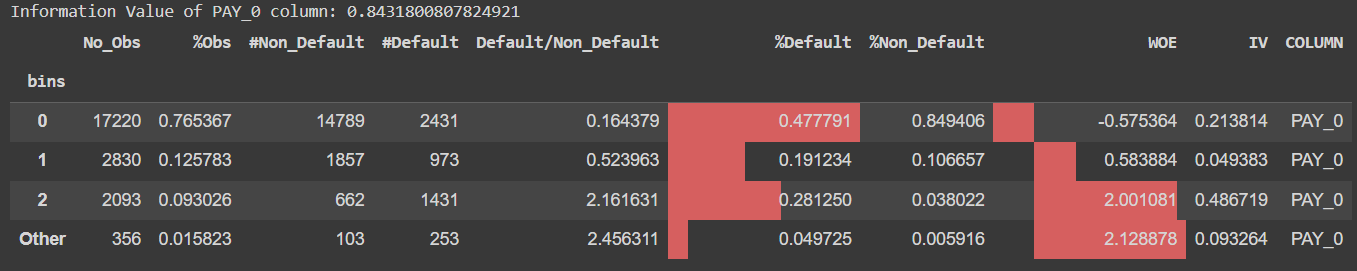 Information Value of PAY_0 column: 0.8431800807824921
No_Obs %Obs #Non_Default #Default Default/Non_Default %Default %Non_Default WOE IV COLUMN
bins
0 17220 0.765367 14789 2431 0.164379 0.477791 0.849406 -0.575364 0.213814 PAY_0
1 2830 0.125783 1857 973 0.523963 0.191234 0.106657 0.583884 0.049383 PAY_0
2 2093 0.093026 662 1431 2.161631 0.281250 0.038022 2.001081 0.486719 PAY_0
Other 356 0.015823 103 253 2.456311 0.049725 0.005916 2.128878 0.093264 PAY_0